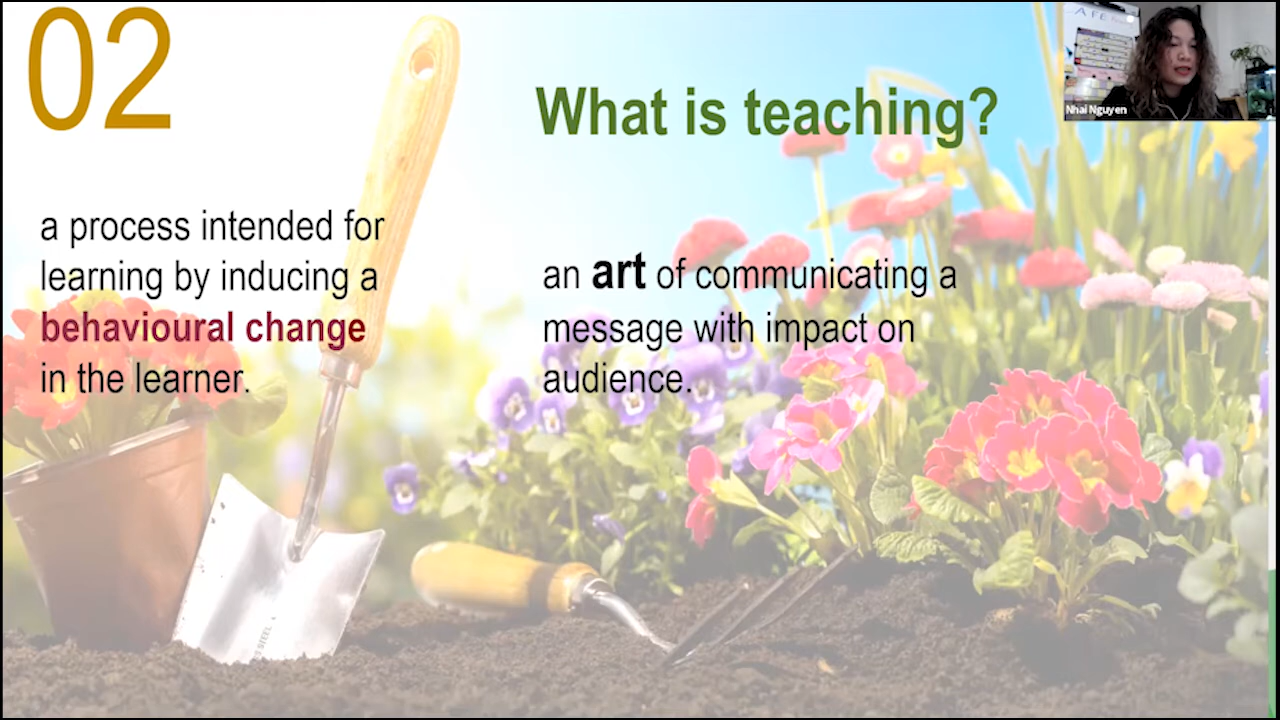 02
What is teaching?
Nhai Nguyen
a process intended for
learning by inducing a
behavioural change
in the learner.
an art of communicating a
message with impact on
audience.